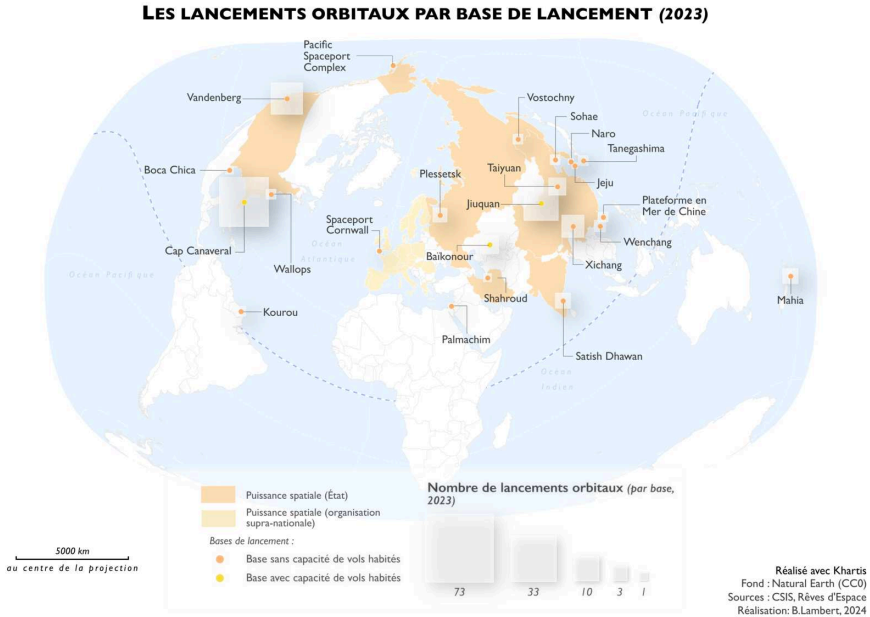 LES LANCEMENTS ORBITAUX PAR BASE DE LANCEMENT (2023)
Pacific
Spaceport
Complex
Vandenberg
Vostochny
Océan Pacifique
Sohae
Naro
Tanegashima
Boca Chica
Plessetsk
Taiyuan
Jeju
Jiuquan
Plateforme en
Mer de Chine
Spaceport
Cornwall
Océan
Atlantique
Cap Canaveral
Baïkonour
Wenchang
Wallops
Xichang
Océan Pacifique
Shahroud
Mahia
Kourou
Palmachim
Satish Dhawan
Océan
Indien
Puissance spatiale (État)
Puissance spatiale (organisation
supra-nationale)
Bases de lancement :
Base sans capacité de vols habités
Base avec capacité de vols habités
Nombre de lancements orbitaux (par base,
2023)
73
33
10
3
1
5000 km
au centre de la projection
Réalisé avec Khartis
Fond : Natural Earth (CC0)
Sources : CSIS, Rêves d'Espace
Réalisation: B.Lambert, 2024